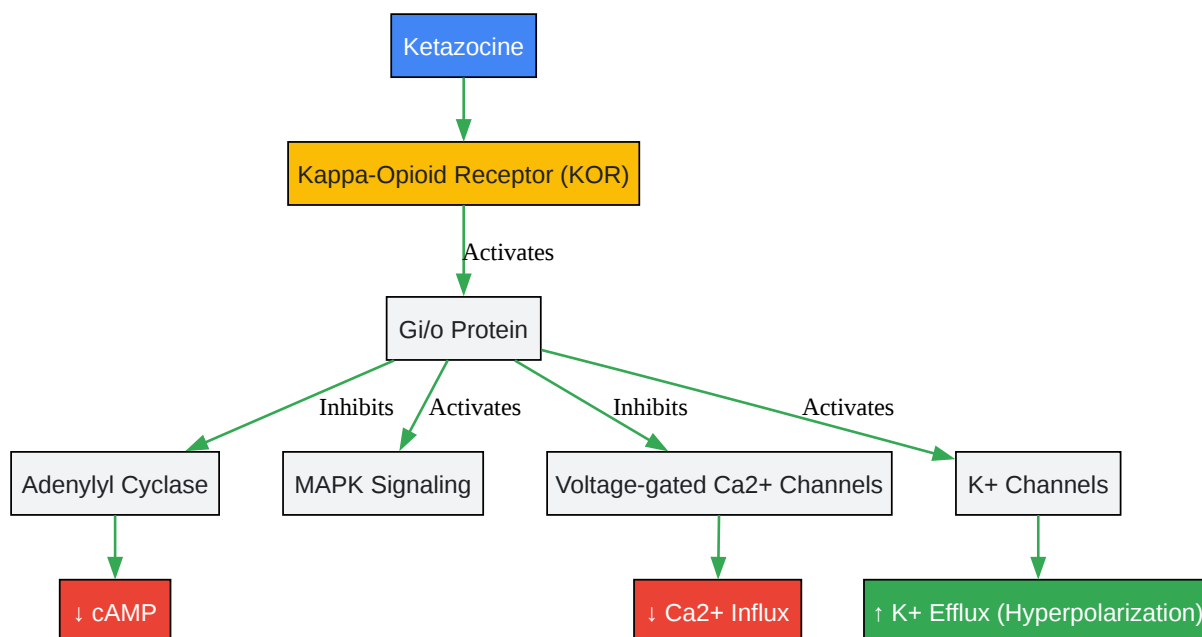 Ketazocine
Kappa-Opioid Receptor (KOR)
Activates
Gi/o Protein
Inhibits
Activates
Inhibits
Activates
Adenylyl Cyclase
MAPK Signaling
Voltage-gated Ca2+ Channels
K+ Channels
↓ cAMP
↓ Ca2+ Influx
↑ K+ Efflux (Hyperpolarization)